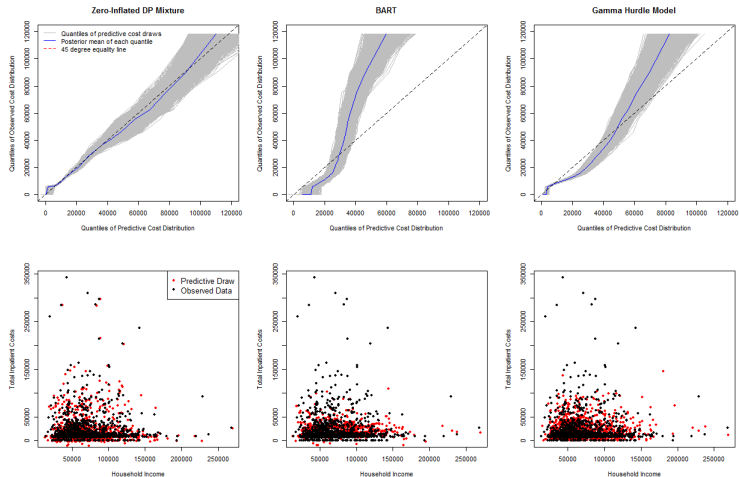 Zero-Inflated DP Mixture
BART
Gamma Hurdle Model
Quantiles of predictive cost draws
Posterior mean of each quantile
45 degree equality line
Quantiles of Observed Cost Distribution
0 20000 40000 60000 80000 100000 120000
0 20000 40000 60000 80000 100000 120000
Quantiles of Predictive Cost Distribution
Quantiles of Observed Cost Distribution
0 20000 40000 60000 80000 100000 120000
0 20000 40000 60000 80000 100000 120000
Quantiles of Predictive Cost Distribution
Quantiles of Observed Cost Distribution
0 20000 40000 60000 80000 100000 120000
0 20000 40000 60000 80000 100000 120000
Quantiles of Predictive Cost Distribution
Predictive Draw
Observed Data
Total Inpatient Costs
0 50000 150000 250000 350000
50000 100000 150000 200000 250000
Household Income
Total Inpatient Costs
0 50000 150000 250000 350000
50000 100000 150000 200000 250000
Household Income
Total Inpatient Costs
0 50000 150000 250000 350000
50000 100000 150000 200000 250000
Household Income